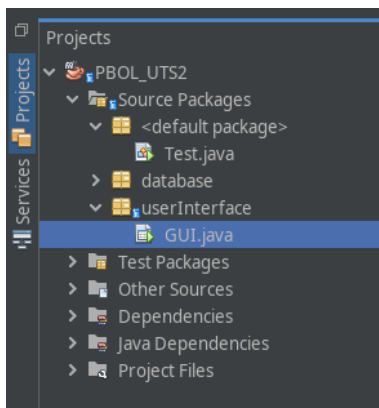 Projects
Projects
Services
PBOL_UTS2
Source Packages
<default package>
Test.java
database
userInterface
GUI.java
Test Packages
Other Sources
Dependencies
Java Dependencies
Project Files